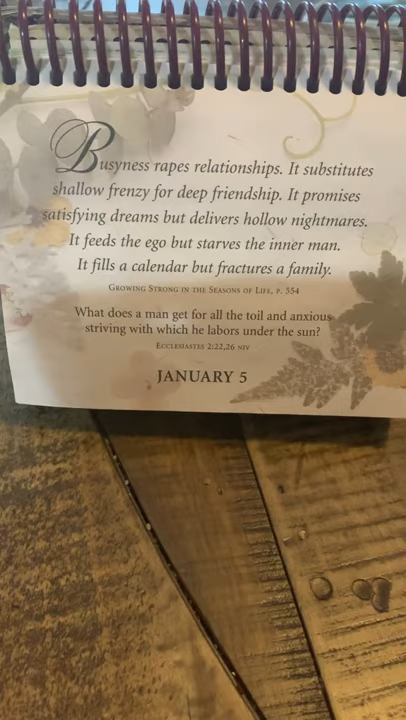 Busyness rapes relationships. It substitutes
shallow frenzy for deep friendship. It promises
satisfying dreams but delivers hollow nightmares.
It feeds the ego but starves the inner man.
It fills a calendar but fractures a family.
Growing Strong in the Seasons of Life, p. 554
What does a man get for all the toil and anxious
striving with which he labors under the sun?
Ecclesiastes 2:22,26 NIV
JANUARY 5